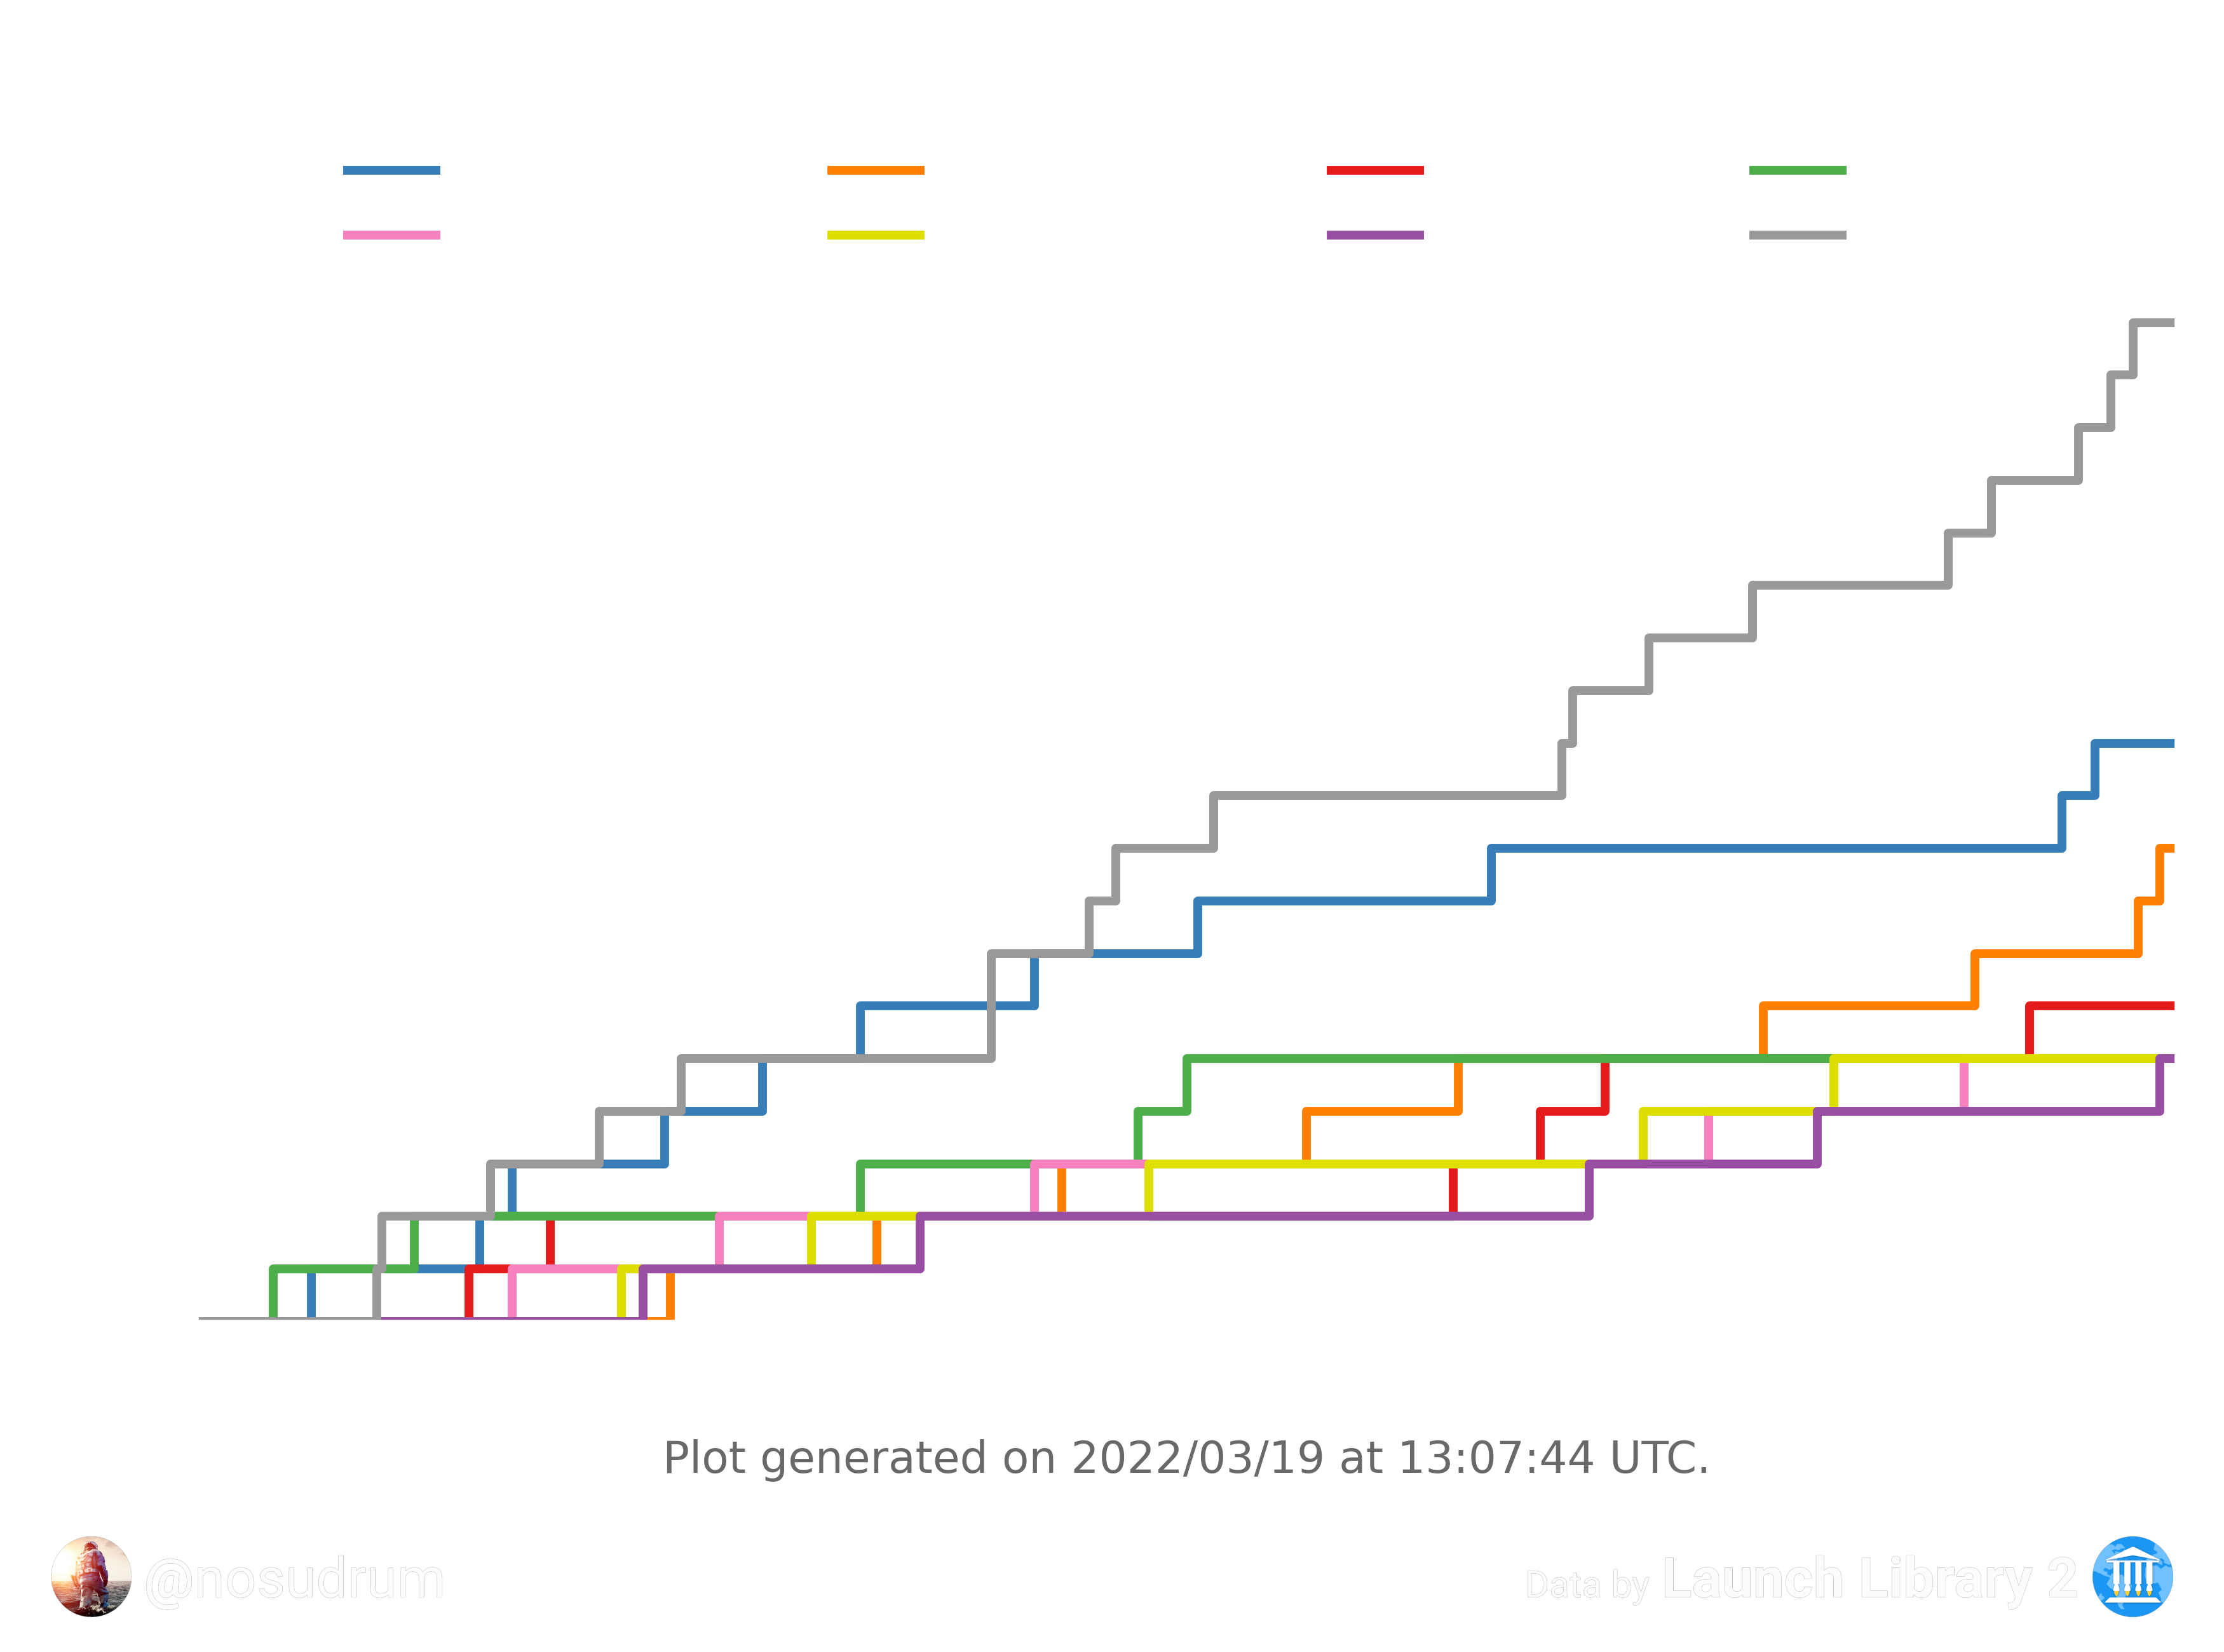 Plot generated on 2022/03/19 at 13:07:44 UTC.
@nosudrum
Data by Launch Library 2